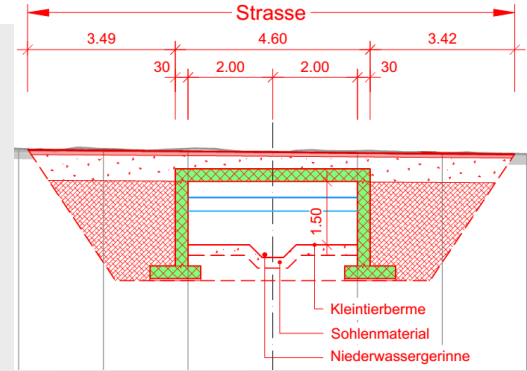 Strasse
3.49 4.60 3.42
30 2.00 2.00 30
1.50
Kleintierberme
Sohlenmaterial
Niederwassergerinne